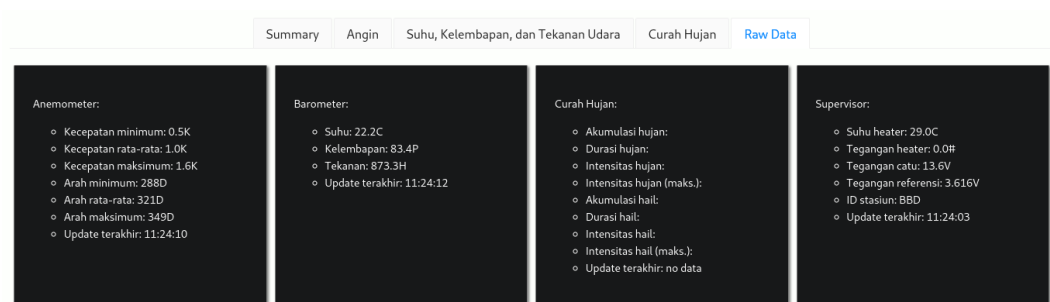 Summary
Angin
Suhu, Kelembapan, dan Tekanan Udara
Curah Hujan
Raw Data
Anemometer:
Kecepatan minimum: 0.5K
Kecepatan rata-rata: 1.0K
Kecepatan maksimum: 1.6K
Arah minimum: 288D
Arah rata-rata: 321D
Arah maksimum: 349D
Update terakhir: 11:24:10
Barometer:
Suhu: 22.2C
Kelembapan: 83.4P
Tekanan: 873.3H
Update terakhir: 11:24:12
Curah Hujan:
Akumulasi hujan:
Durasi hujan:
Intensitas hujan:
Intensitas hujan (maks.):
Akumulasi hail:
Durasi hail:
Intensitas hail:
Intensitas hail (maks.):
Update terakhir: no data
Supervisor:
Suhu heater: 29.0C
Tegangan heater: 0.0#
Tegangan catu: 13.6V
Tegangan referensi: 3.616V
ID stasiun: BBD
Update terakhir: 11:24:03